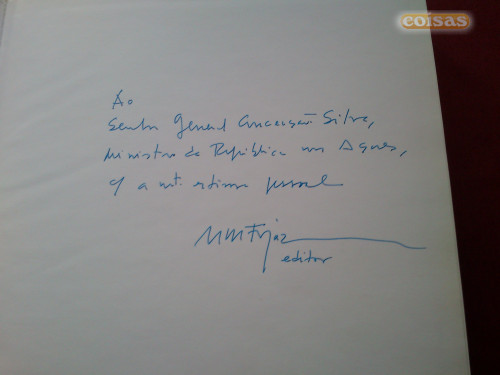 coisas
Ao
Senhor General Conceição Silva,
Ministro da República nos Açores,
c/ a mt. estima pessoal
editor